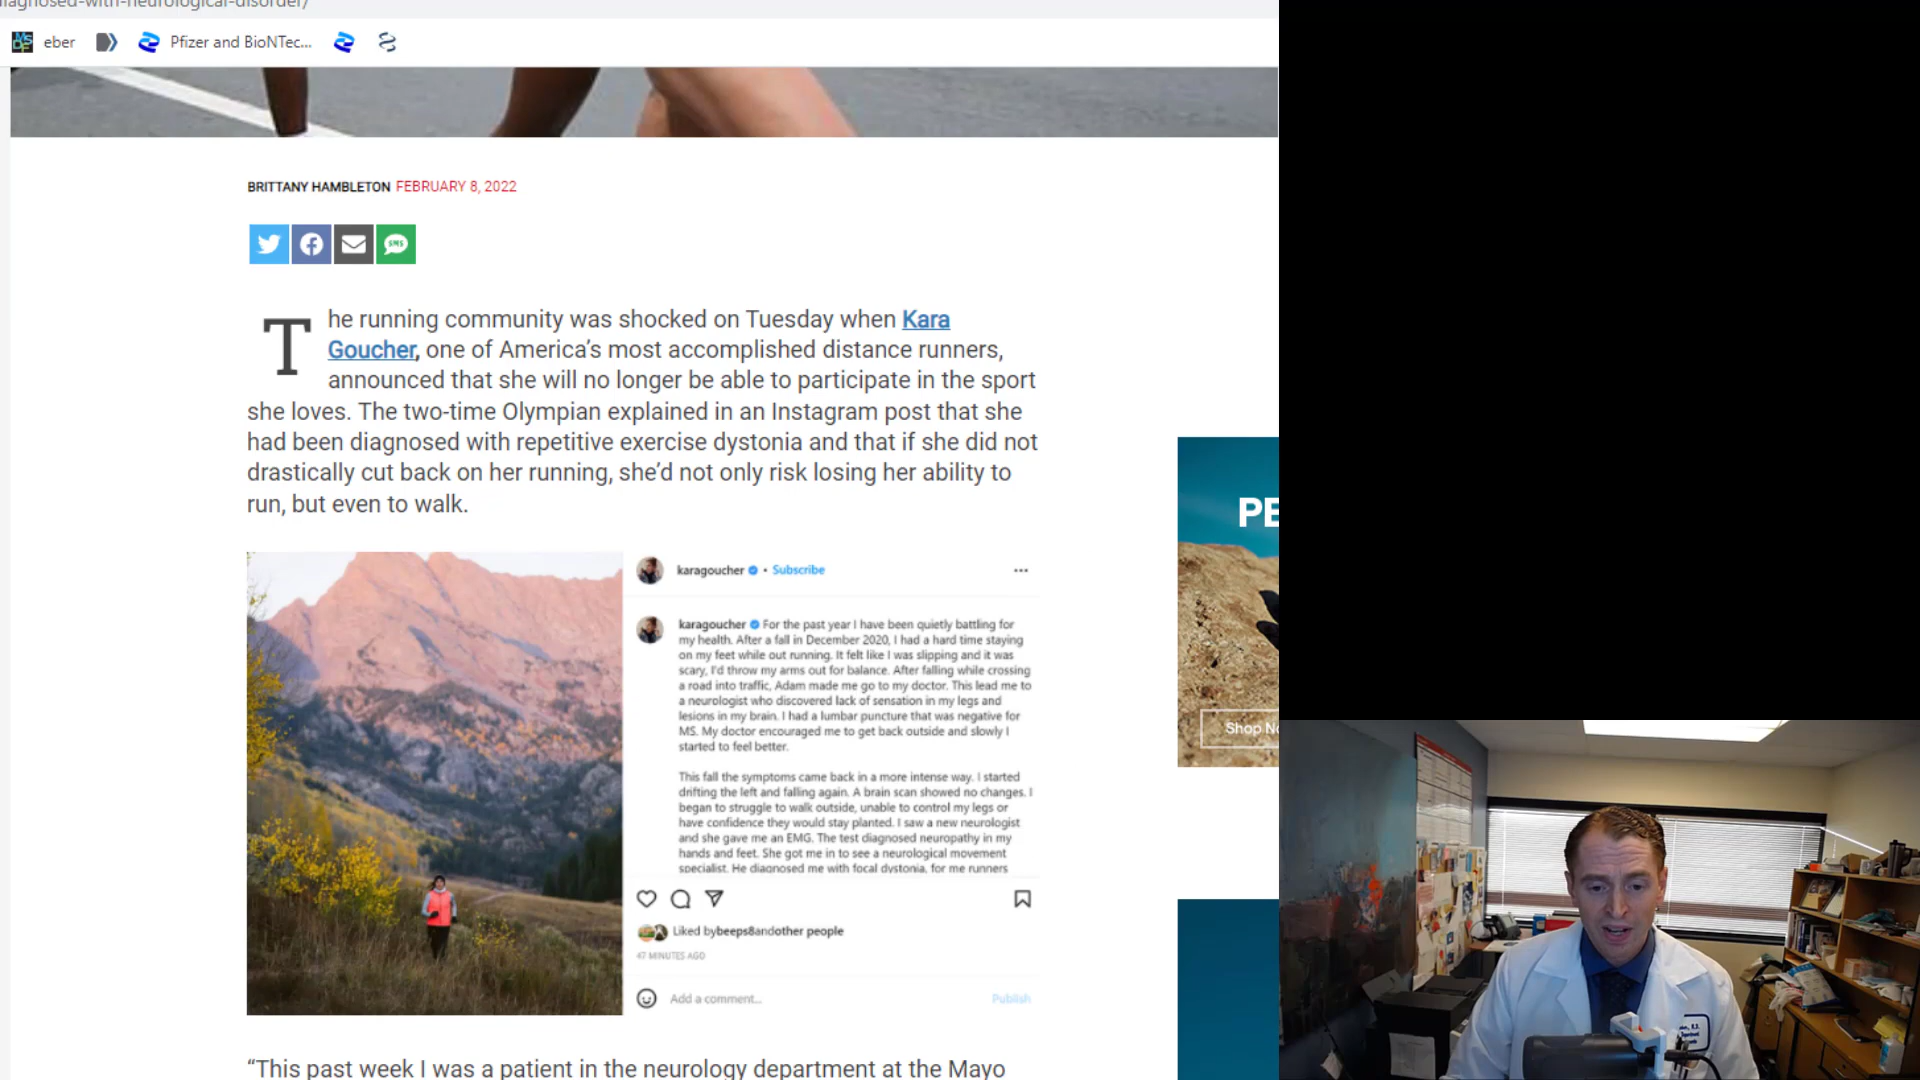 diagnosed-with-neurological-disorder/
eber
Pfizer and BioNTec...
BRITTANY HAMBLETON FEBRUARY 8, 2022
SMS
The running community was shocked on Tuesday when Kara
Goucher, one of America's most accomplished distance runners,
announced that she will no longer be able to participate in the sport
she loves. The two-time Olympian explained in an Instagram post that she
had been diagnosed with repetitive exercise dystonia and that if she did not
drastically cut back on her running, she'd not only risk losing her ability to
run, but even to walk.
karagoucher • Subscribe
karagoucher For the past year I have been quietly battling for
my health. After a fall in December 2020, I had a hard time staying
on my feet while out running. It felt like I was slipping and it was
scary, I'd throw my arms out for balance. After falling while crossing
a road into traffic, Adam made me go to my doctor. This lead me to
a neurologist who discovered lack of sensation in my legs and
lesions in my brain. I had a lumbar puncture that was negative for
MS. My doctor encouraged me to get back outside and slowly I
started to feel better.
This fall the symptoms came back in a more intense way. I started
drifting the left and falling again. A brain scan showed no changes. I
began to struggle to walk outside, unable to control my legs or
have confidence they would stay planted. I saw a new neurologist
and she gave me an EMG. The test diagnosed neuropathy in my
hands and feet. She got me in to see a neurological movement
specialist. He diagnosed me with focal dystonia, for me runners
Liked bybeeps8andother people
47 MINUTES AGO
Add a comment...
Publish
PE
Shop No
"This past week I was a patient in the neurology department at the Mayo